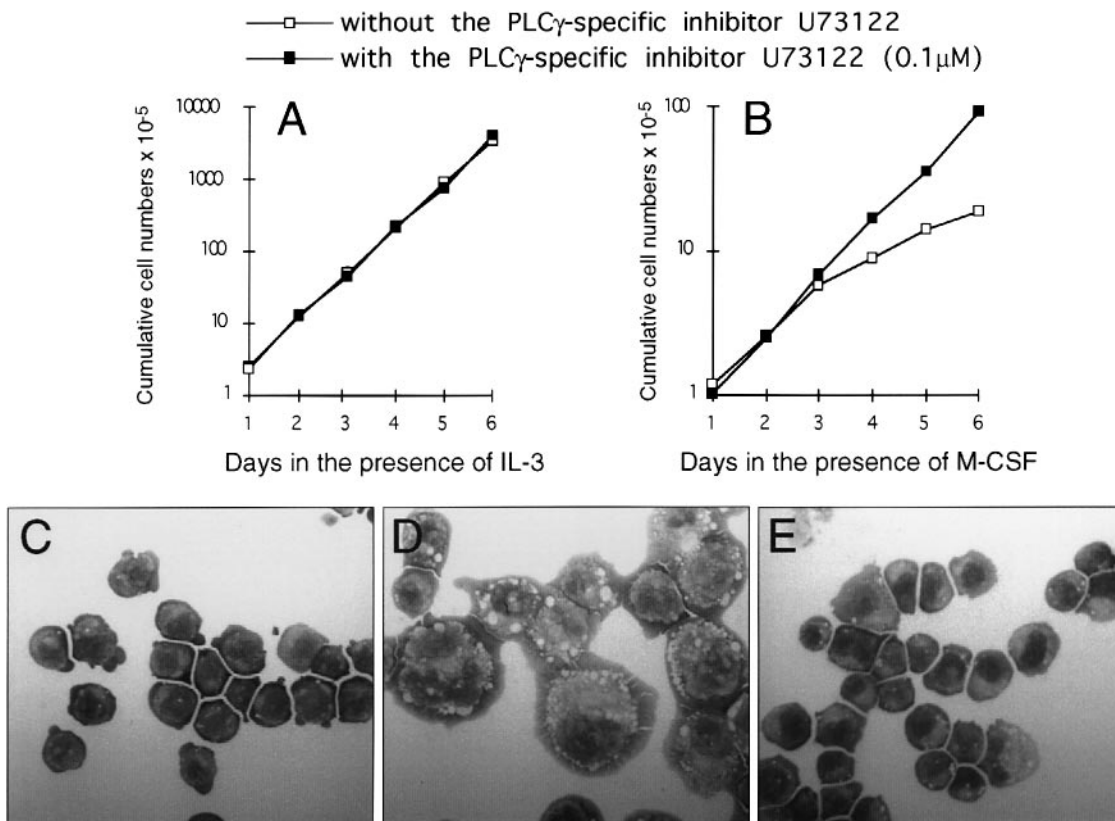 without the PLCγ-specific inhibitor U73122
with the PLCγ-specific inhibitor U73122 (0.1μM)
A
Cumulative cell numbers x 10⁻⁵
10000
1000
100
10
1
1 2 3 4 5 6
Days in the presence of IL-3
B
Cumulative cell numbers x 10⁻⁵
100
10
1
1 2 3 4 5 6
Days in the presence of M-CSF
C
D
E